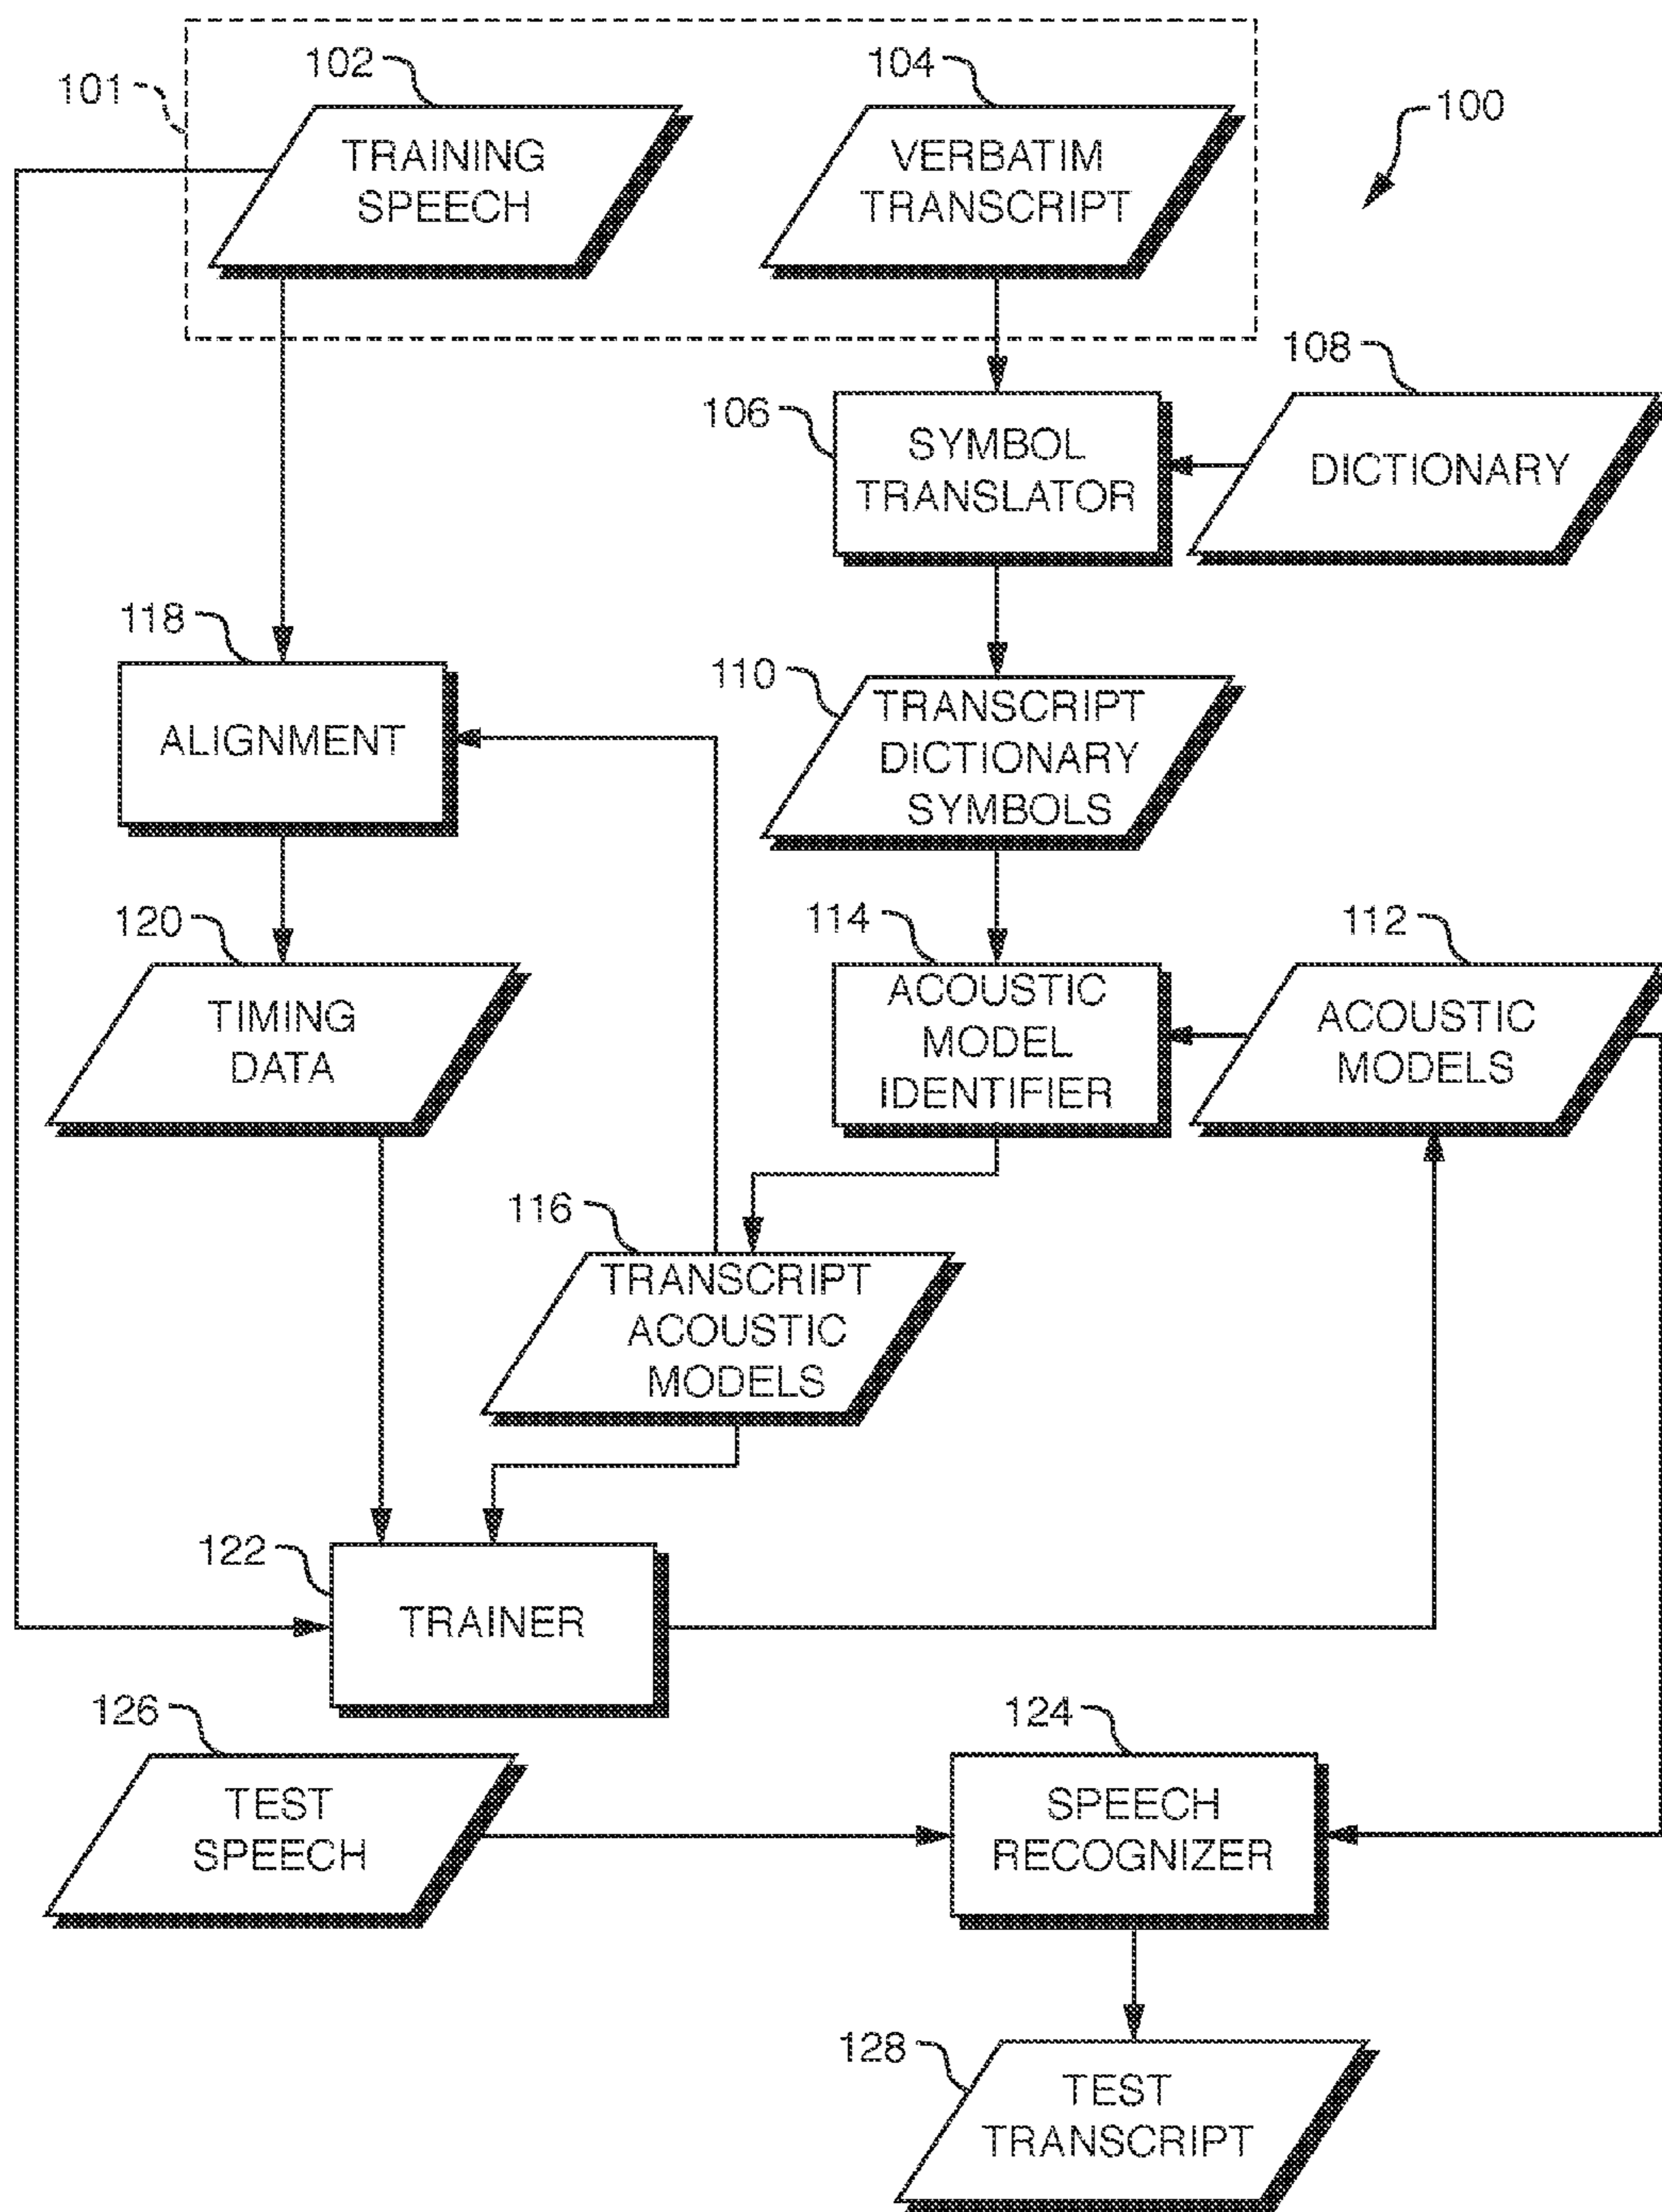 102
104
101
100
TRAINING
SPEECH
VERBATIM
TRANSCRIPT
108
106
SYMBOL
TRANSLATOR
DICTIONARY
118
110
ALIGNMENT
TRANSCRIPT
DICTIONARY
SYMBOLS
120
114
112
TIMING
DATA
ACOUSTIC
MODEL
IDENTIFIER
ACOUSTIC
MODELS
116
TRANSCRIPT
ACOUSTIC
MODELS
122
TRAINER
126
124
TEST
SPEECH
SPEECH
RECOGNIZER
128
TEST
TRANSCRIPT